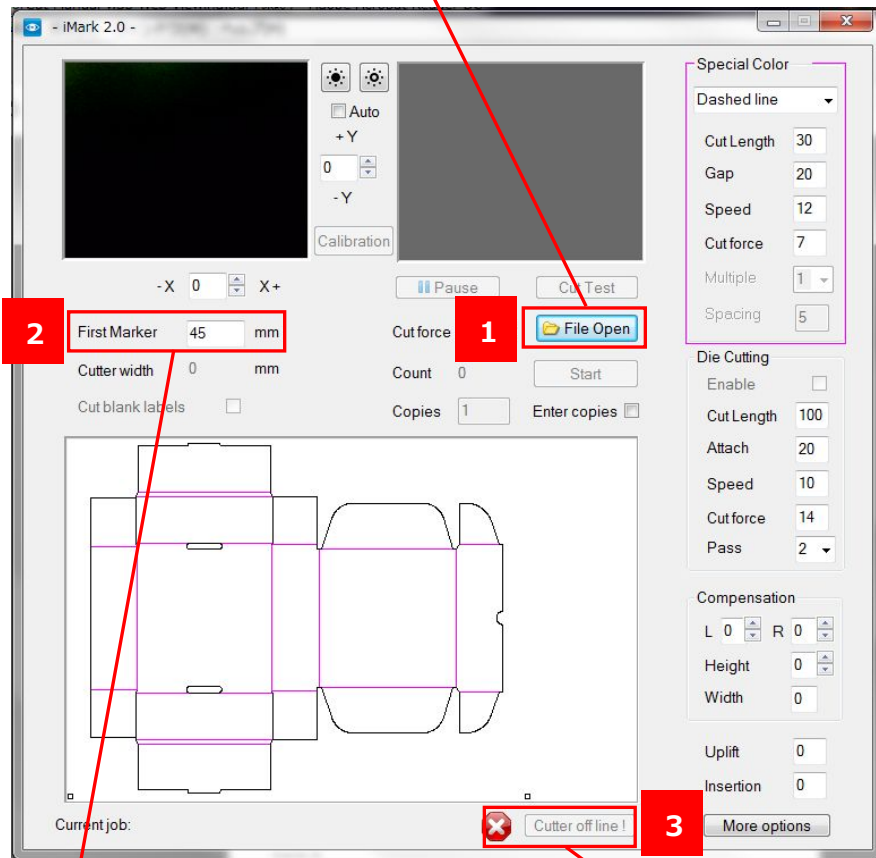 - iMark 2.0 -
Auto
+ Y
0
- Y
Calibration
- X 0 X +
Pause
Cut Test
2
First Marker 45 mm
Cut force
1
File Open
Cutter width 0 mm
Count 0
Start
Cut blank labels
Copies 1
Enter copies
Special Color
Dashed line
Cut Length 30
Gap 20
Speed 12
Cut force 7
Multiple 1
Spacing 5
Die Cutting
Enable
Cut Length 100
Attach 20
Speed 10
Cut force 14
Pass 2
Compensation
L 0 R 0
Height 0
Width 0
Uplift 0
Insertion 0
Current job:
Cutter off line !
3
More options